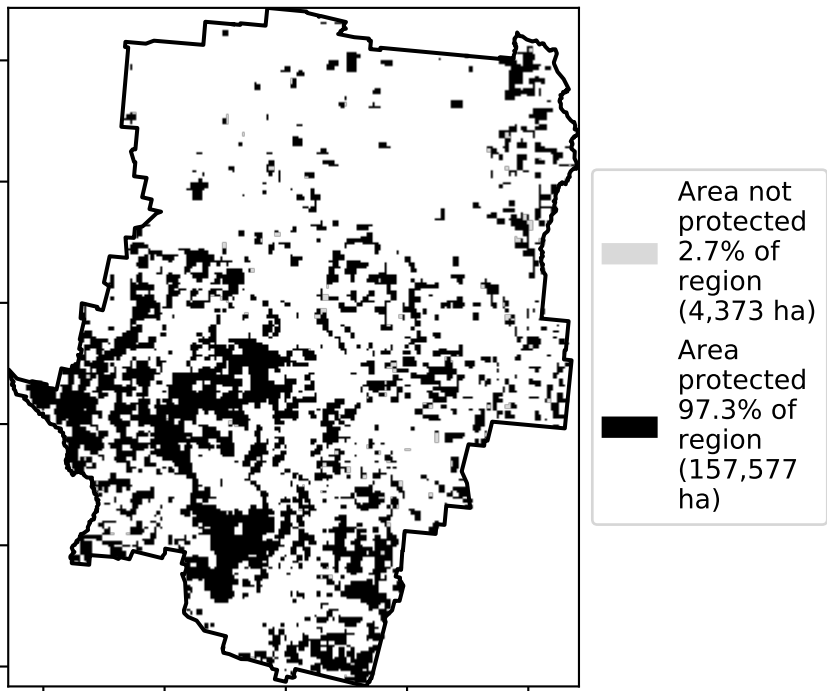 Area not
protected
2.7% of
region
(4,373 ha)
Area
protected
97.3% of
region
(157,577
ha)